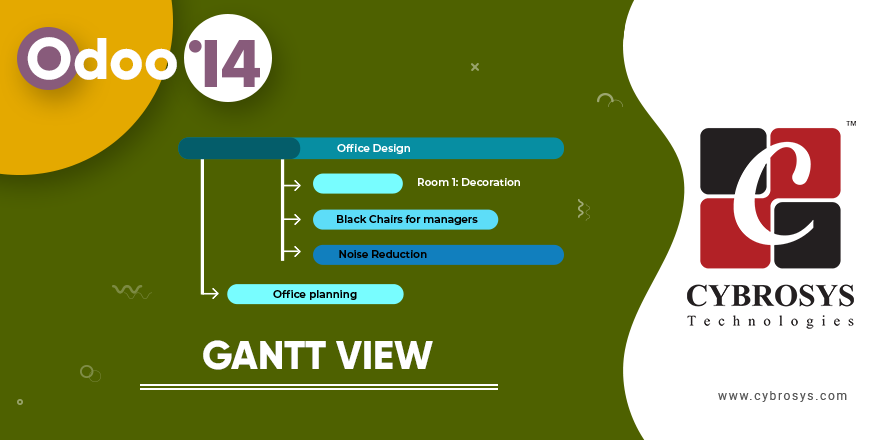 Odoo '14
Office Design
Room 1: Decoration
Black Chairs for managers
Noise Reduction
Office planning
GANTT VIEW
C
TM
CYBROSYS
Technologies
www.cybrosys.com